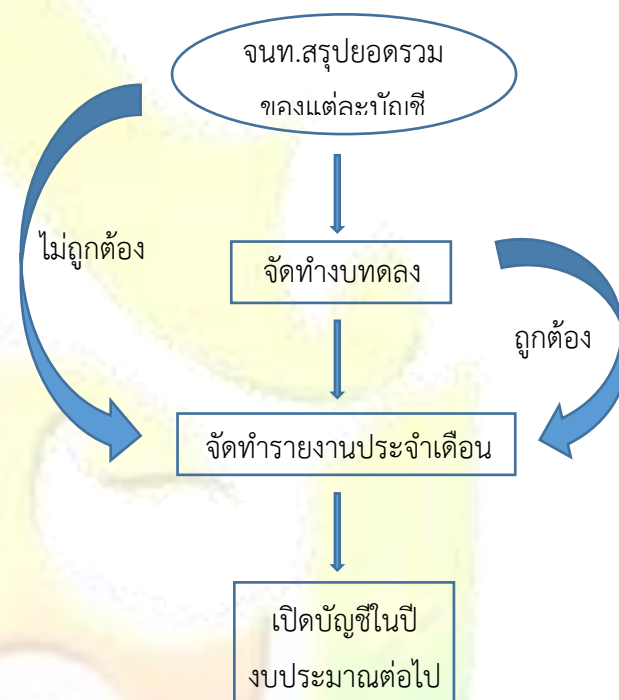 จนท.สรุปยอดรวม
ของแต่ละบัญชี
ไม่ถูกต้อง
จัดทำงบทดลง
ถูกต้อง
จัดทำรายงานประจำเดือน
เปิดบัญชีในปี
งบประมาณต่อไป